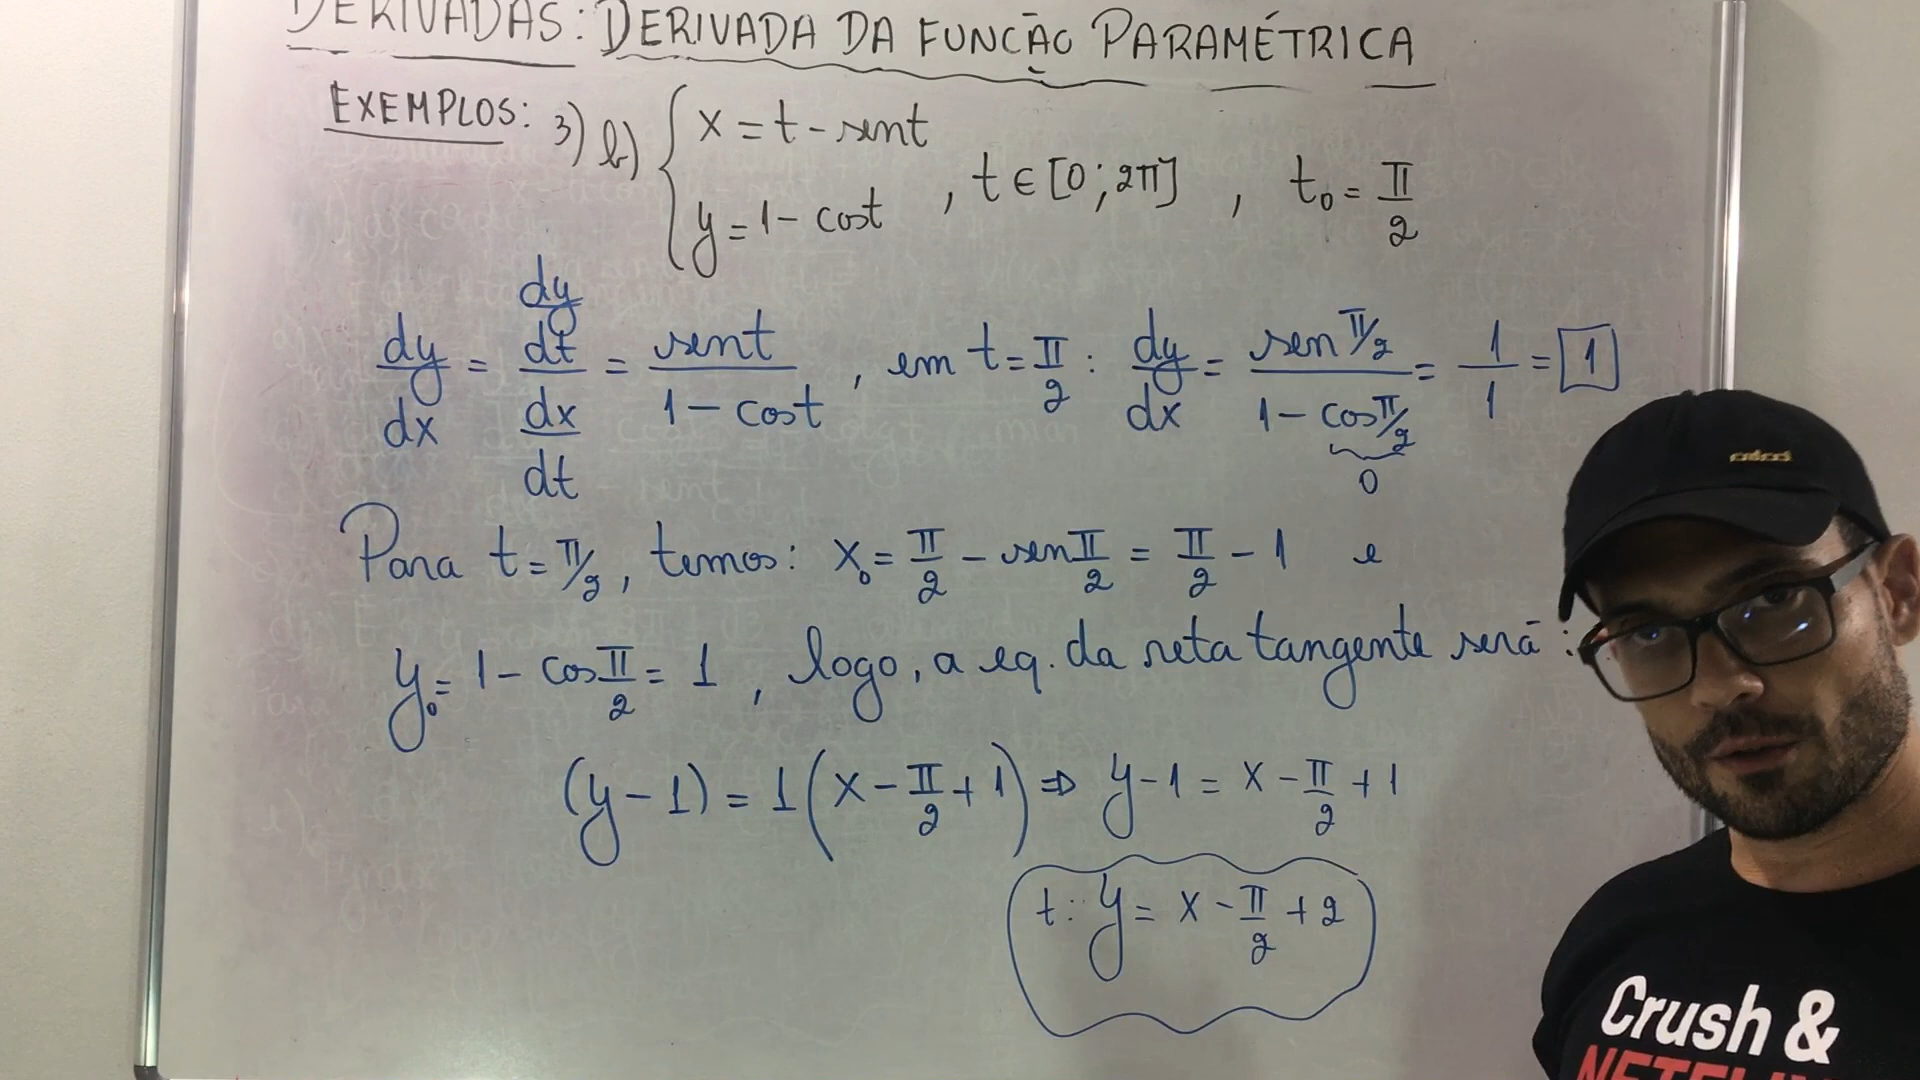 DERIVADAS: DERIVADA DA FUNÇÃO PARAMÉTRICA
EXEMPLOS: 3) b) { x = t - sent
y = 1 - cost , t ∈ [0; 2π] , t₀ = π/2
dy/dx = (dy/dt)/(dx/dt) = sent/(1 - cost) , em t = π/2 : dy/dx = sen π/2 / (1 - cos π/2) = 1/1 = 1
0
Para t = π/2, temos: x₀ = π/2 - sen π/2 = π/2 - 1 e
y₀ = 1 - cos π/2 = 1 , logo, a eq. da reta tangente será :
(y - 1) = 1(x - π/2 + 1) ⇒ y - 1 = x - π/2 + 1
t: y = x - π/2 + 2
Crush &